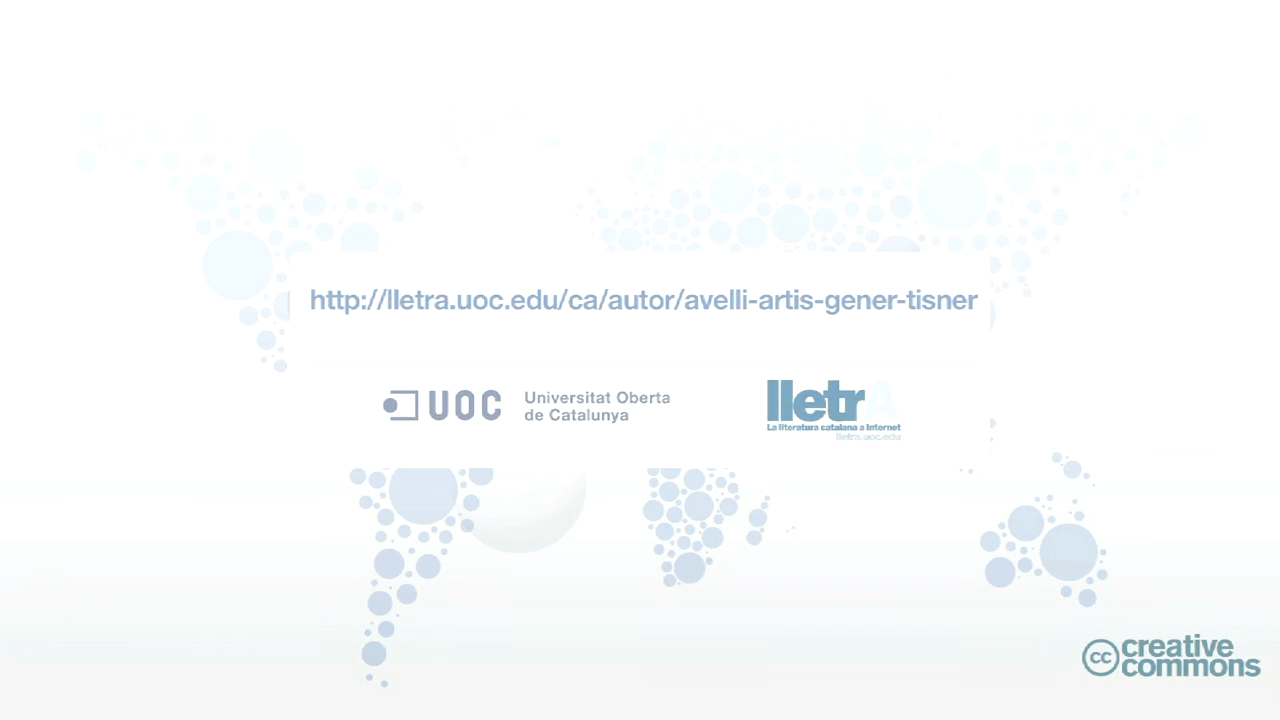 http://lletra.uoc.edu/ca/autor/avelli-artis-gener-tisner
UOC
Universitat Oberta
de Catalunya
lletrA
La literatura catalana a Internet
lletra.uoc.edu
cc
creative
commons